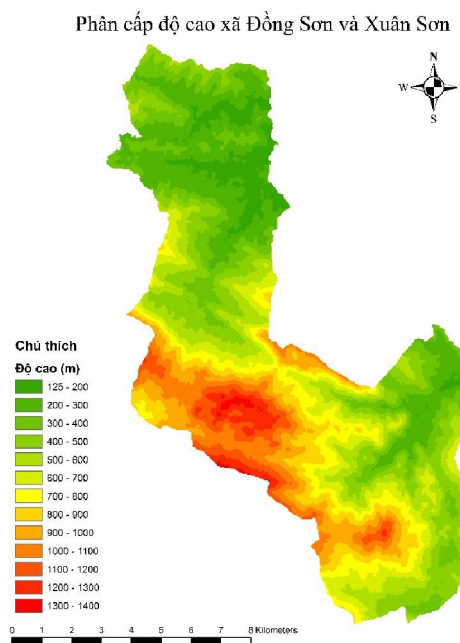 Phân cấp độ cao xã Đồng Sơn và Xuân Sơn
N
W E
S
Chú thích
Độ cao (m)
125 - 200
200 - 300
300 - 400
400 - 500
500 - 600
600 - 700
700 - 800
800 - 900
900 - 1000
1000 - 1100
1100 - 1200
1200 - 1300
1300 - 1400
0 1 2 3 4 5 6 7 8 Kilometers